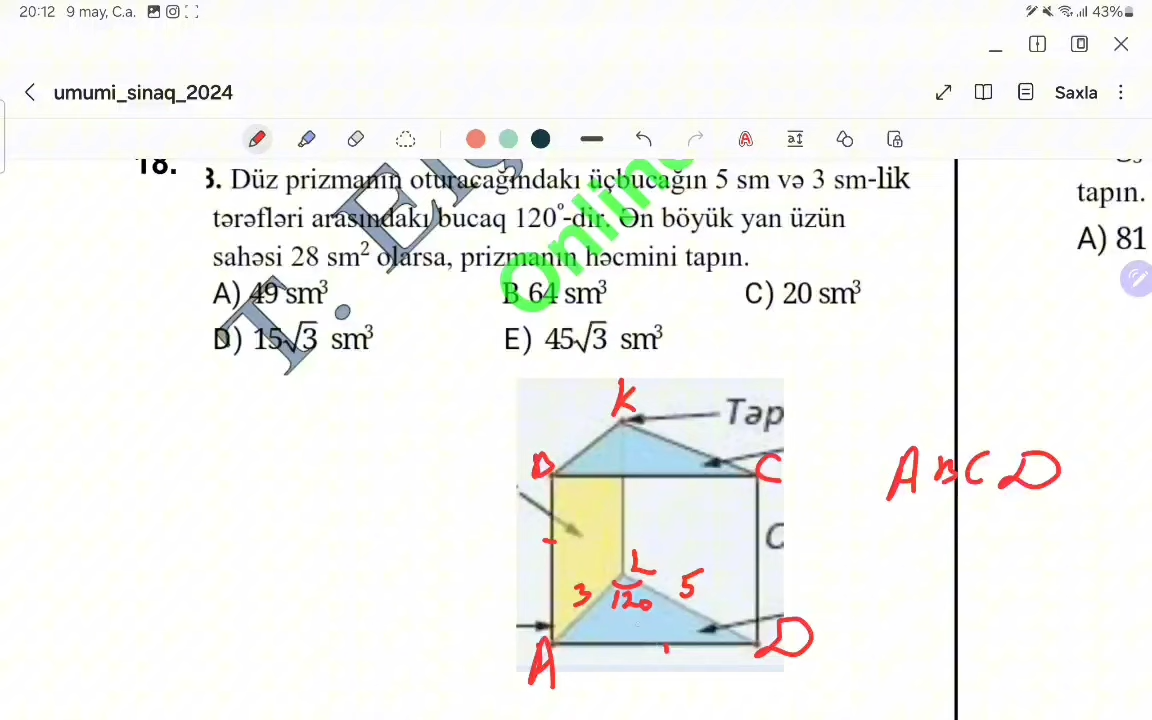 20:12 9 may, C.a. 43%
umumi_sinaq_2024
Saxla
18.
3. Düz prizmanın oturacağındakı üçbucağın 5 sm və 3 sm-lik
tərəfləri arasındakı bucaq 120°-dir. Ən böyük yan üzün
sahəsi 28 sm² olarsa, prizmanın həcmini tapın.
A) 49 sm³ B 64 sm³ C) 20 sm³
D) 15√3 sm³ E) 45√3 sm³
T.
Online
tapın.
A) 81
K
Təp
C
L
3 120 5
A D
ABCD